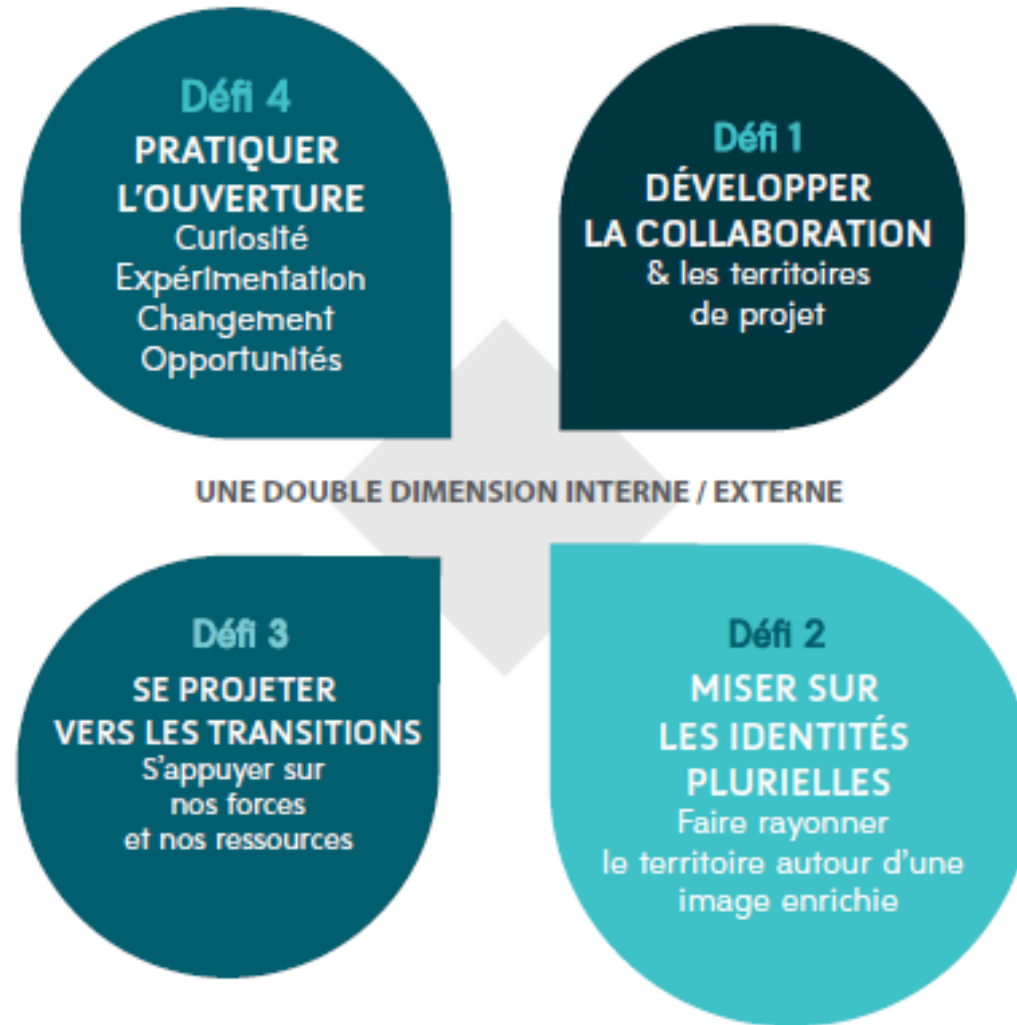 Défi 4
PRATIQUER
L'OUVERTURE
Curiosité
Expérimentation
Changement
Opportunités
Défi 1
DÉVELOPPER
LA COLLABORATION
& les territoires
de projet
UNE DOUBLE DIMENSION INTERNE / EXTERNE
Défi 3
SE PROJETER
VERS LES TRANSITIONS
S'appuyer sur
nos forces
et nos ressources
Défi 2
MISER SUR
LES IDENTITÉS
PLURIELLES
Faire rayonner
le territoire autour d'une
image enrichie